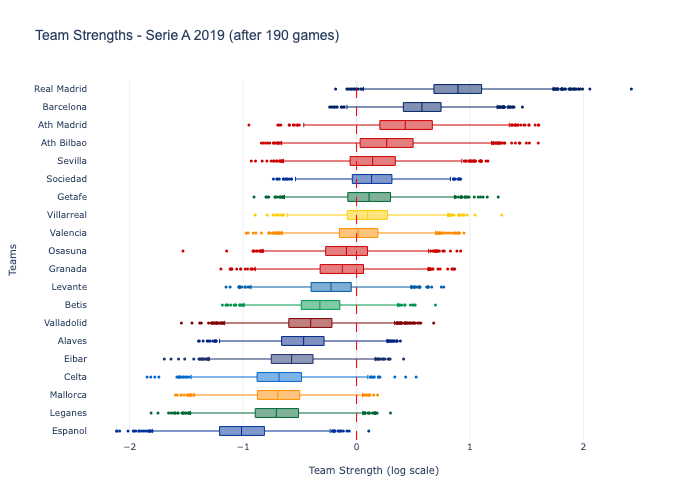 Team Strengths - Serie A 2019 (after 190 games)
Real Madrid
Barcelona
Ath Madrid
Ath Bilbao
Sevilla
Sociedad
Getafe
Villarreal
Valencia
Osasuna
Granada
Levante
Betis
Valladolid
Alaves
Eibar
Celta
Mallorca
Leganes
Espanol
Teams
−2 −1 0 1 2
Team Strength (log scale)